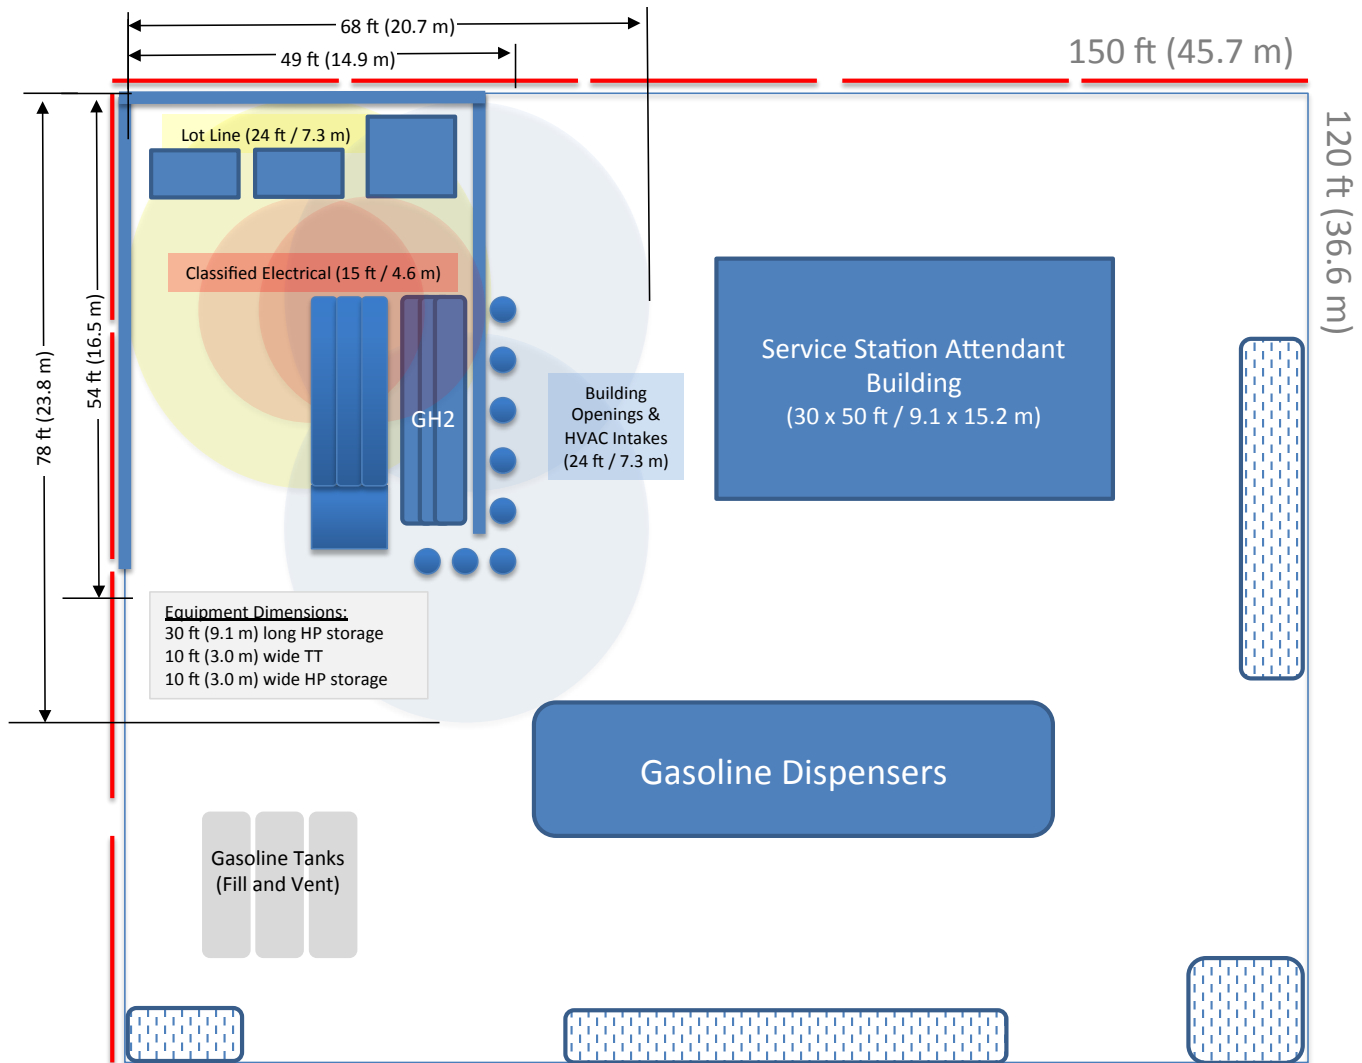 68 ft (20.7 m)
49 ft (14.9 m)
150 ft (45.7 m)
120 ft (36.6 m)
Lot Line (24 ft / 7.3 m)
Classified Electrical (15 ft / 4.6 m)
54 ft (16.5 m)
78 ft (23.8 m)
GH2
Building
Openings &
HVAC Intakes
(24 ft / 7.3 m)
Service Station Attendant
Building
(30 x 50 ft / 9.1 x 15.2 m)
Equipment Dimensions:
30 ft (9.1 m) long HP storage
10 ft (3.0 m) wide TT
10 ft (3.0 m) wide HP storage
Gasoline Dispensers
Gasoline Tanks
(Fill and Vent)